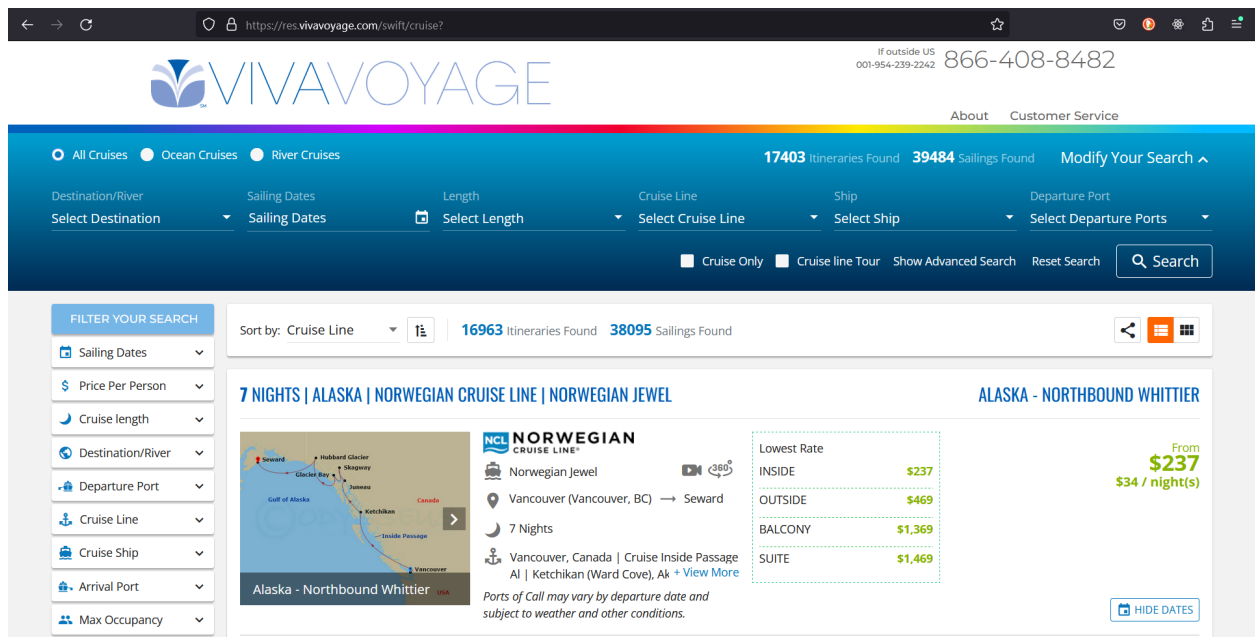 https://res.vivavoyage.com/swift/cruise?
VIVAVOYAGE
SM
If outside US
001-954-239-2242
866-408-8482
About Customer Service
All Cruises Ocean Cruises River Cruises
17403 Itineraries Found 39484 Sailings Found Modify Your Search
Destination/River Sailing Dates Length Cruise Line Ship Departure Port
Select Destination Sailing Dates Select Length Select Cruise Line Select Ship Select Departure Ports
Cruise Only Cruise line Tour Show Advanced Search Reset Search Search
FILTER YOUR SEARCH
Sailing Dates
Price Per Person
Cruise length
Destination/River
Departure Port
Cruise Line
Cruise Ship
Arrival Port
Max Occupancy
Sort by: Cruise Line 16963 Itineraries Found 38095 Sailings Found
7 NIGHTS | ALASKA | NORWEGIAN CRUISE LINE | NORWEGIAN JEWEL
ALASKA - NORTHBOUND WHITTIER
Seward
Hubbard Glacier
Skagway
Glacier Bay
Juneau
Gulf of Alaska
Canada
Ketchikan
Inside Passage
Vancouver
USA
Alaska - Northbound Whittier
NCL NORWEGIAN
CRUISE LINE®
Norwegian Jewel
360°
Vancouver (Vancouver, BC) → Seward
7 Nights
Vancouver, Canada | Cruise Inside Passage
Al | Ketchikan (Ward Cove), Ak + View More
Ports of Call may vary by departure date and
subject to weather and other conditions.
Lowest Rate
INSIDE $237
OUTSIDE $469
BALCONY $1,369
SUITE $1,469
From
$237
$34 / night(s)
HIDE DATES